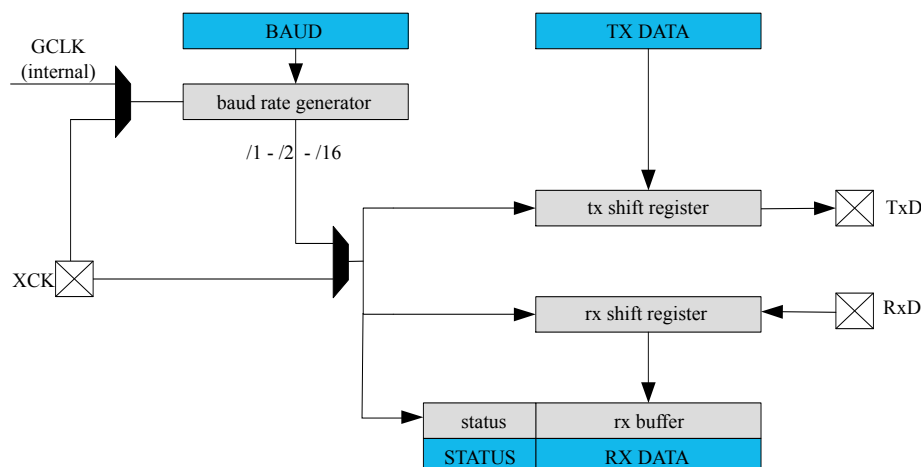 BAUD
TX DATA
GCLK
(internal)
baud rate generator
/1 - /2 - /16
tx shift register
TxD
XCK
rx shift register
RxD
status
rx buffer
STATUS
RX DATA